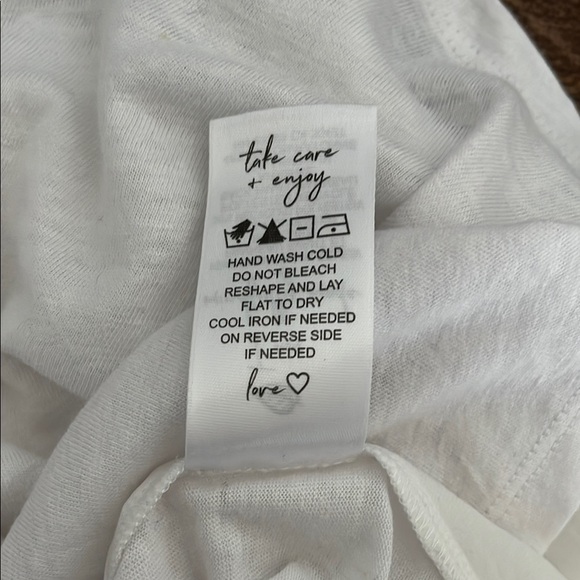 take care
+ enjoy
HAND WASH COLD
DO NOT BLEACH
RESHAPE AND LAY
FLAT TO DRY
COOL IRON IF NEEDED
ON REVERSE SIDE
IF NEEDED
love♡